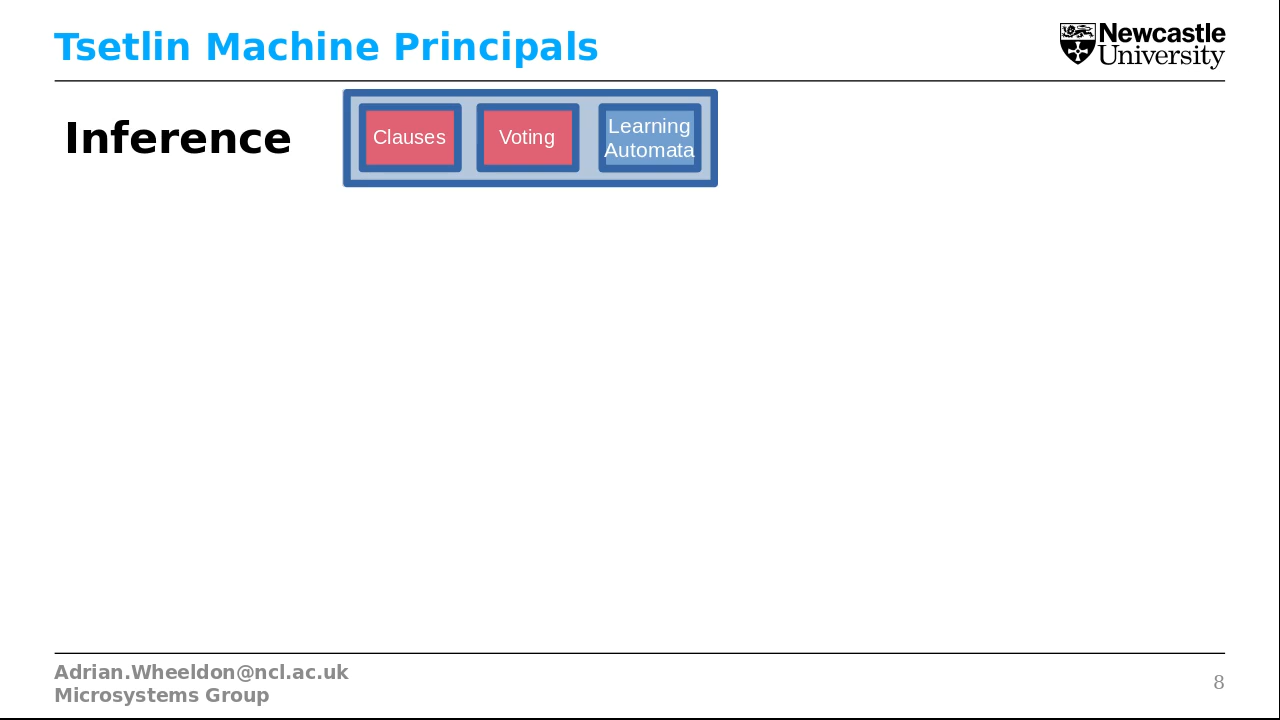 Tsetlin Machine Principals
Newcastle
University
Inference
Clauses
Voting
Learning
Automata
Adrian.Wheeldon@ncl.ac.uk
Microsystems Group
8